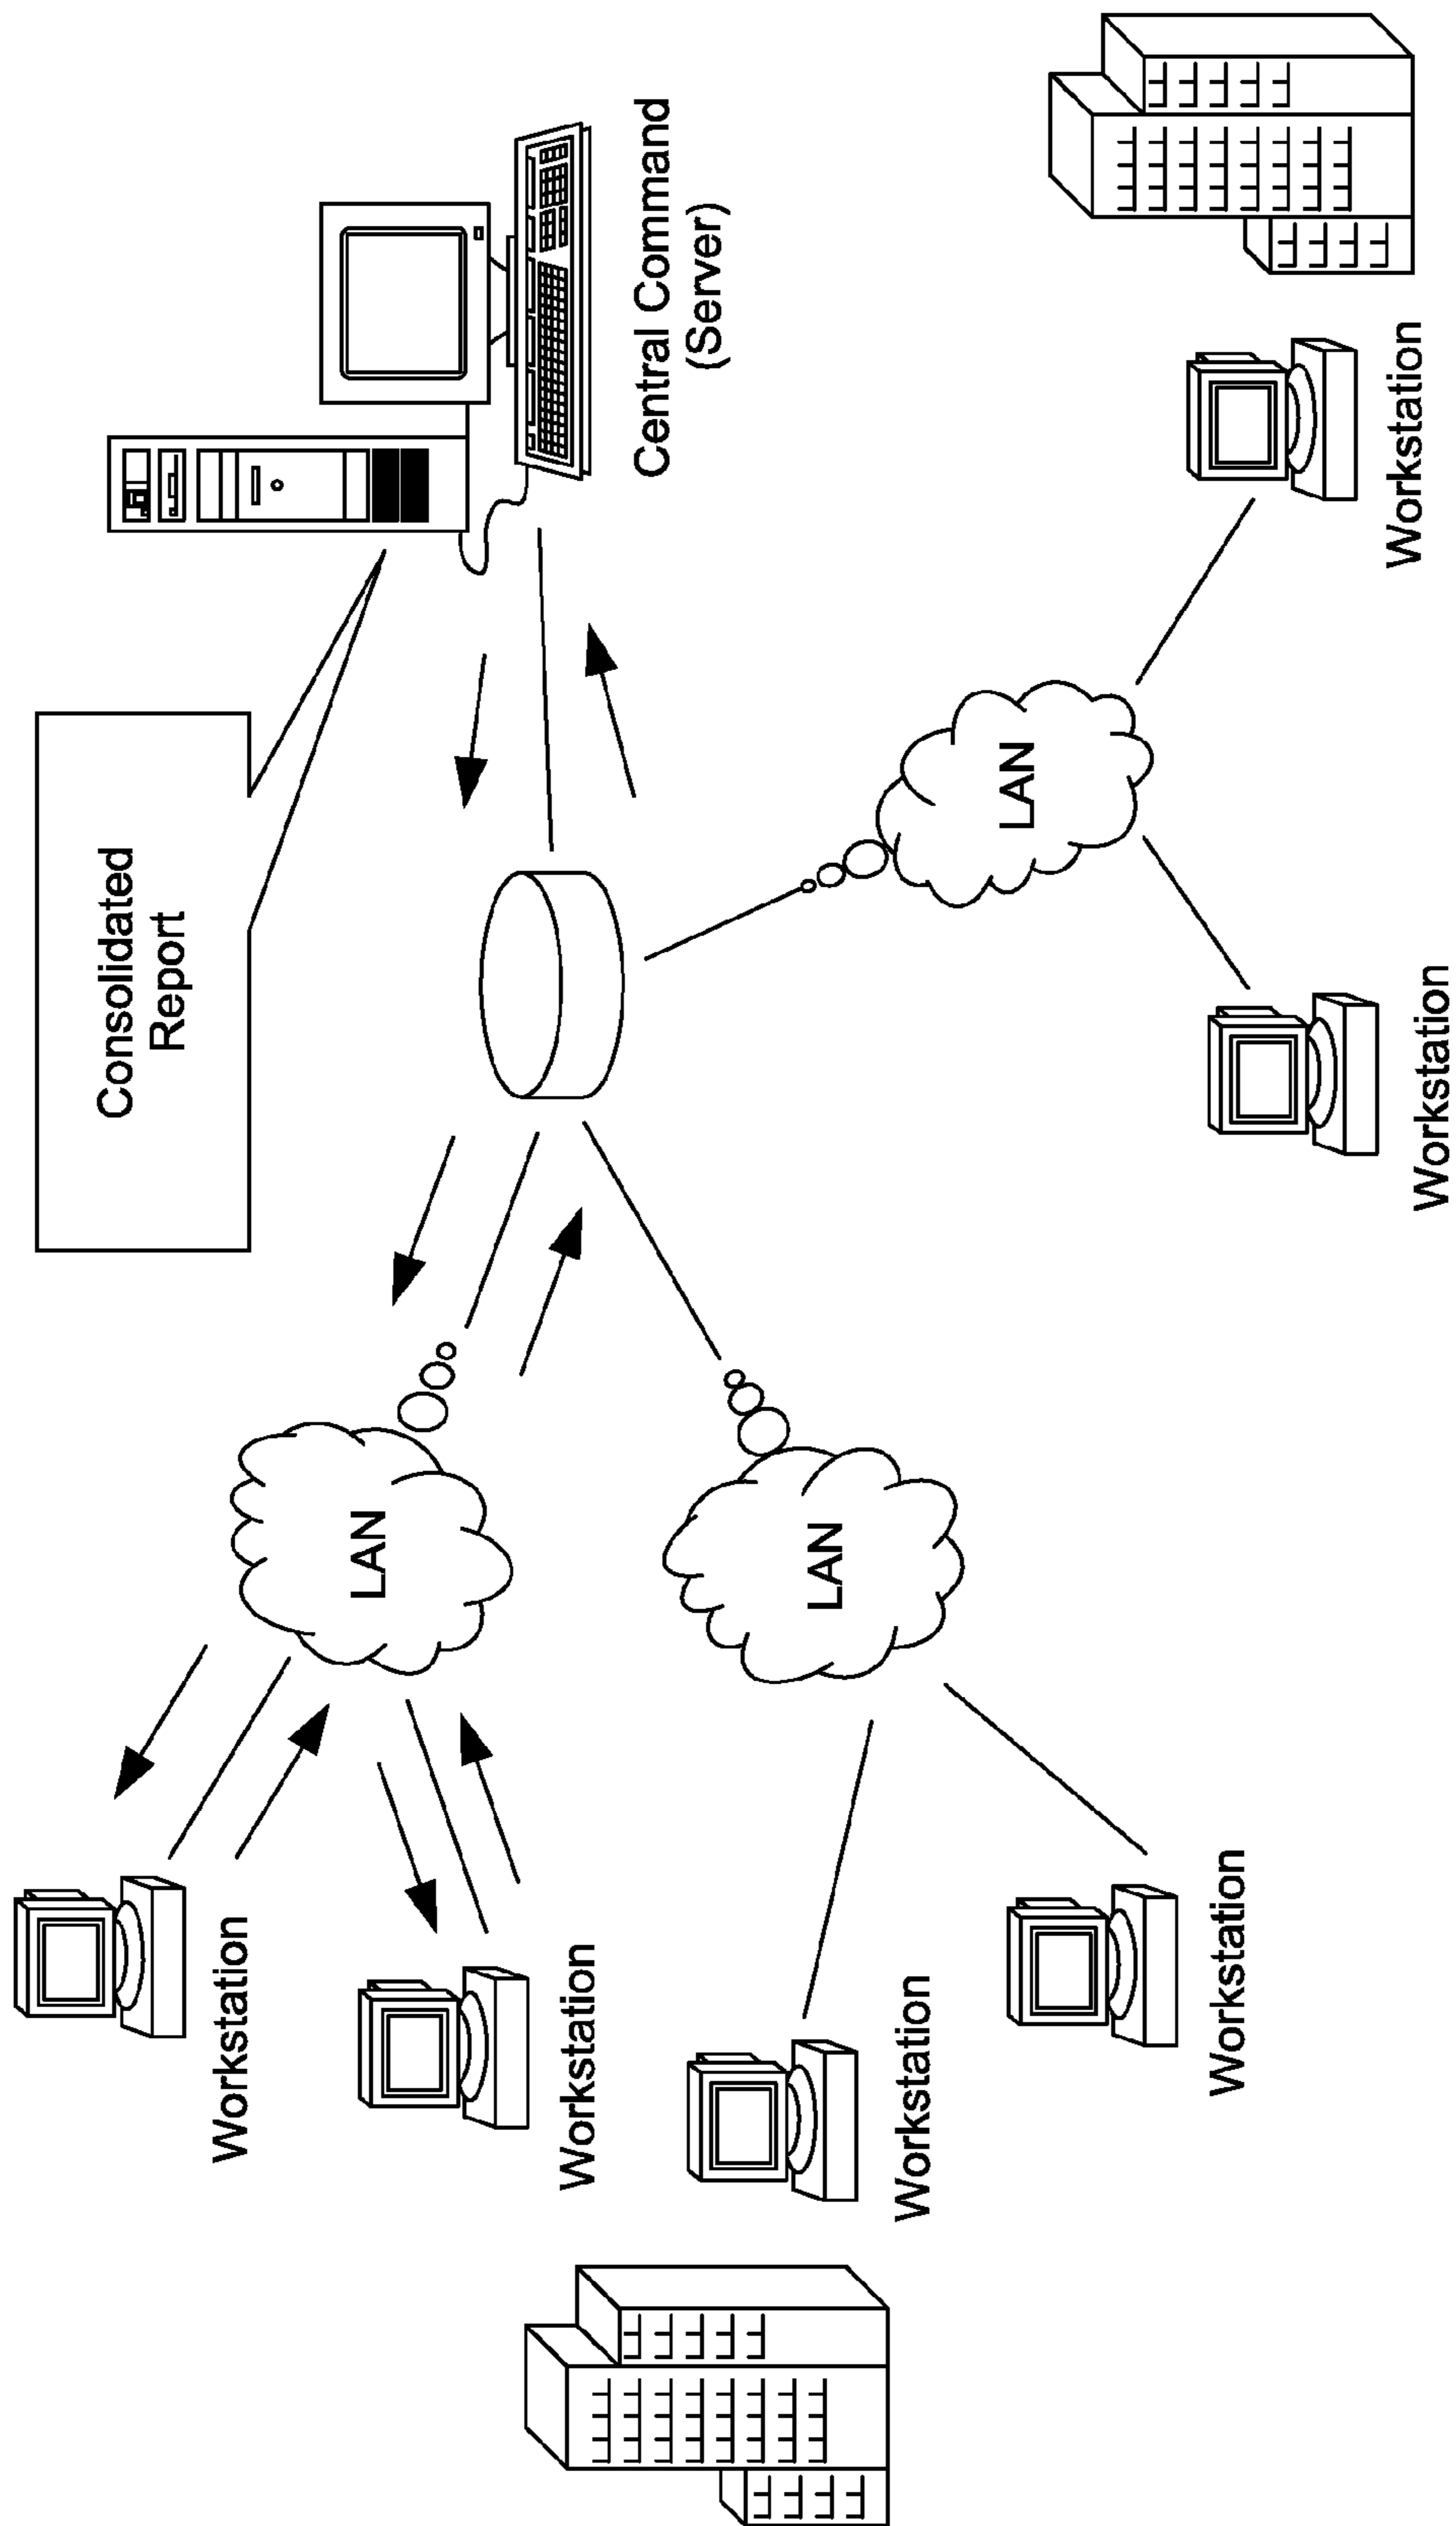 Consolidated
Report
Central Command
(Server)
LAN
LAN
LAN
Workstation
Workstation
Workstation
Workstation
Workstation
Workstation